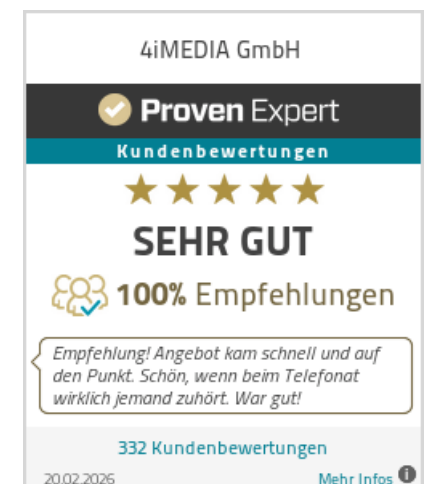 4iMEDIA GmbH
Proven Expert
Kundenbewertungen
SEHR GUT
100% Empfehlungen
Empfehlung! Angebot kam schnell und auf
den Punkt. Schön, wenn beim Telefonat
wirklich jemand zuhört. War gut!
332 Kundenbewertungen
20.02.2026 Mehr Infos i